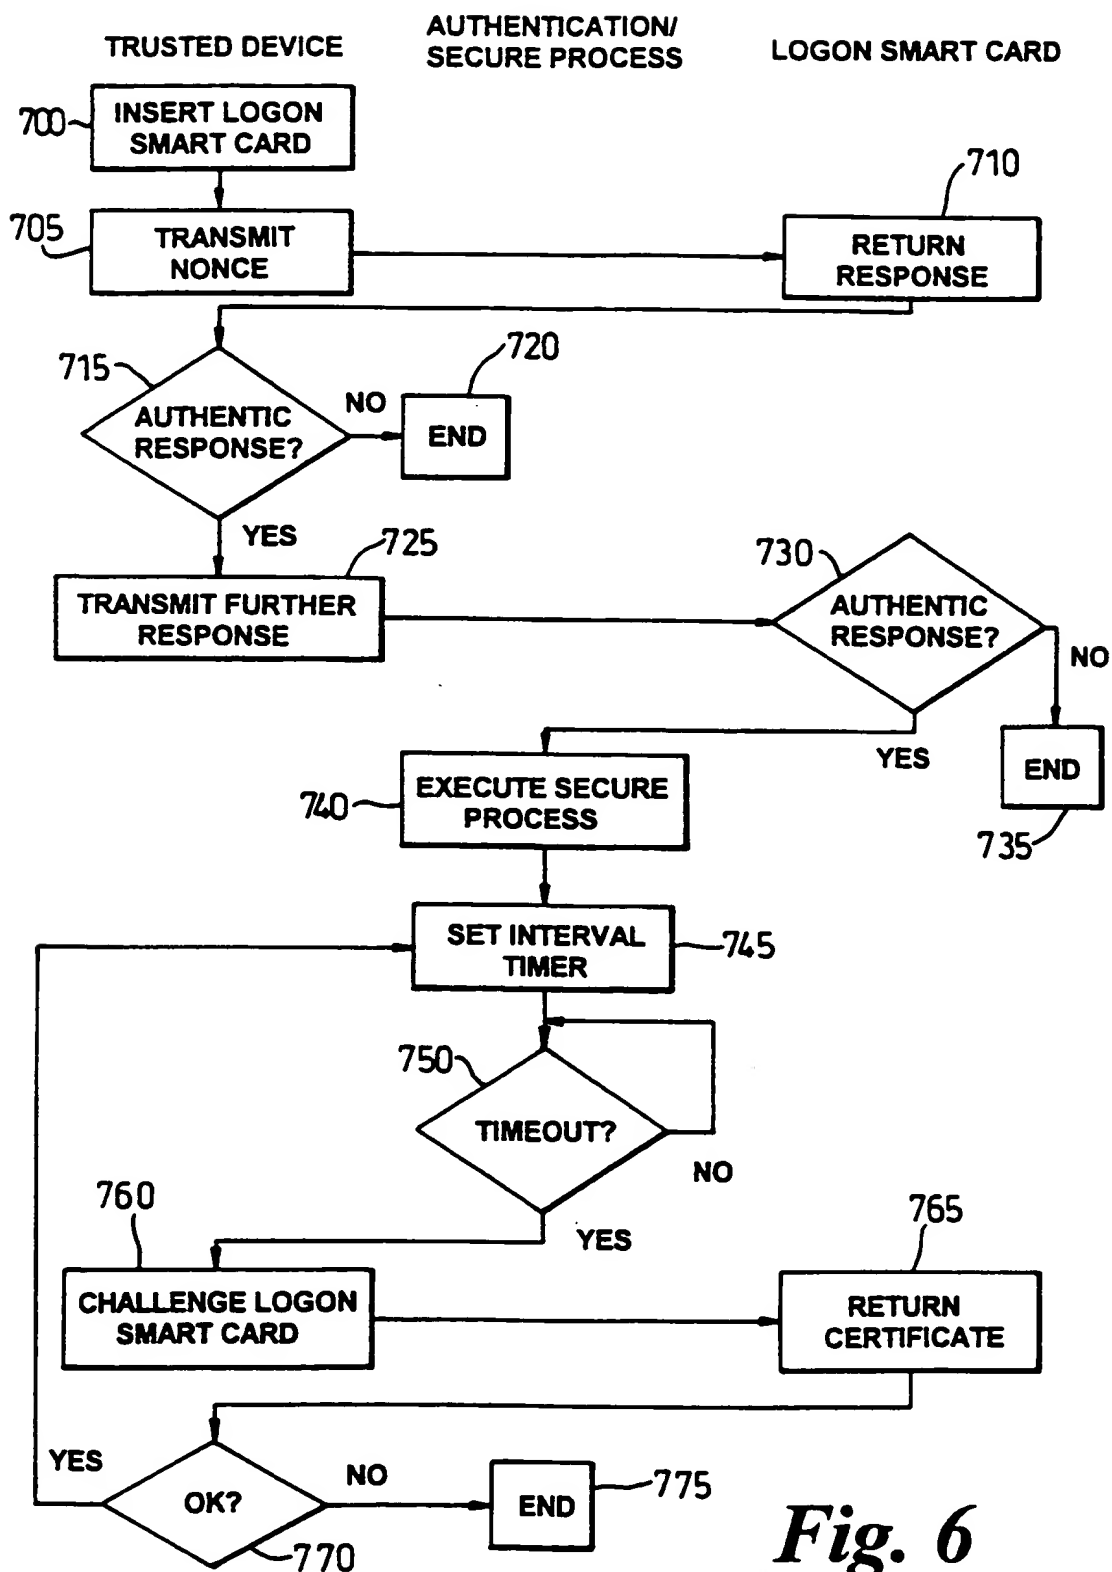 TRUSTED DEVICE
AUTHENTICATION/
SECURE PROCESS
LOGON SMART CARD
700
INSERT LOGON
SMART CARD
705
TRANSMIT
NONCE
710
RETURN
RESPONSE
715
AUTHENTIC
RESPONSE?
NO
720
END
YES
725
TRANSMIT FURTHER
RESPONSE
730
AUTHENTIC
RESPONSE?
NO
YES
END
735
740
EXECUTE SECURE
PROCESS
SET INTERVAL
TIMER
745
750
TIMEOUT?
NO
YES
760
CHALLENGE LOGON
SMART CARD
765
RETURN
CERTIFICATE
YES
OK?
NO
770
END
775
Fig. 6